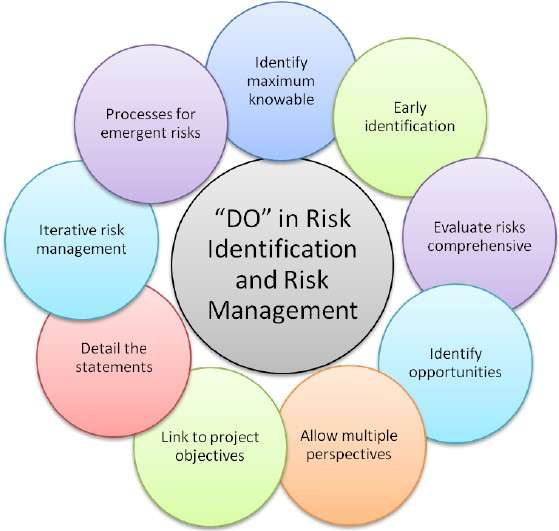 Identify
maximum
knowable
Early
identification
Evaluate risks
comprehensive
Identify
opportunities
Allow multiple
perspectives
Link to project
objectives
Detail the
statements
Iterative risk
management
Processes for
emergent risks
“DO” in Risk
Identification
and Risk
Management